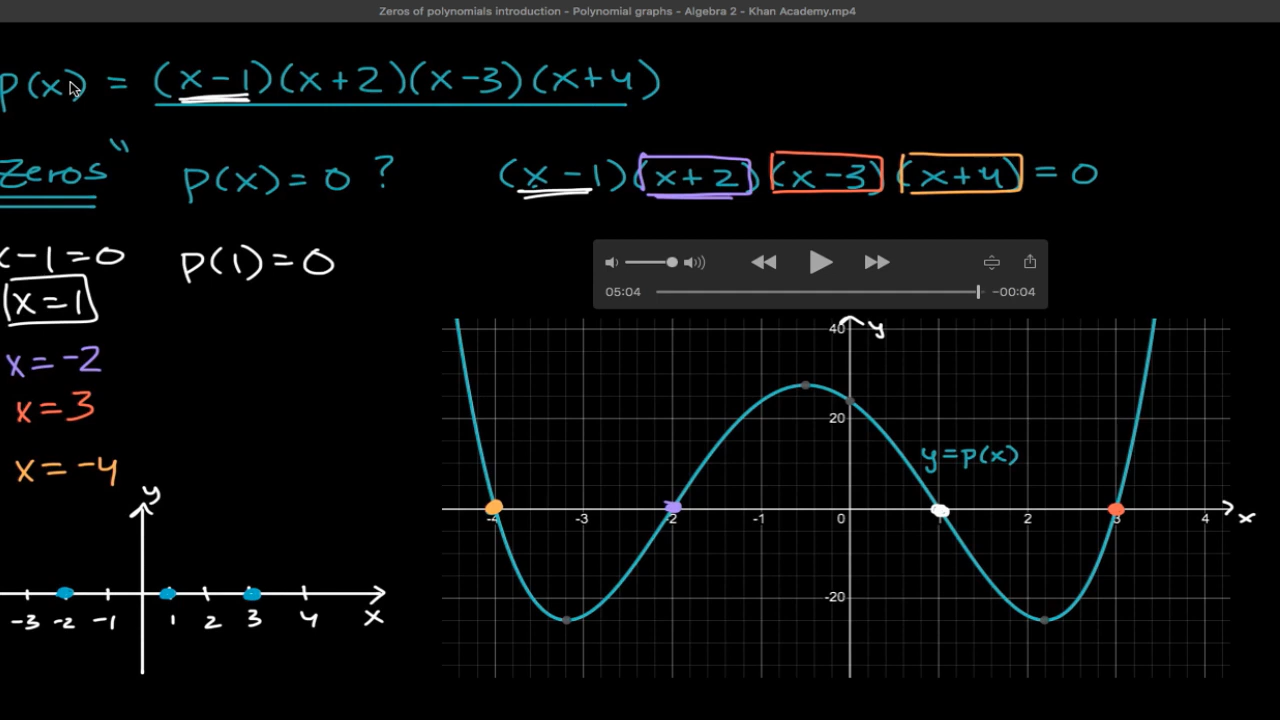 Zeros of polynomials introduction - Polynomial graphs - Algebra 2 - Khan Academy.mp4
p(x) = (x-1)(x+2)(x-3)(x+4)
Zeros" p(x)=0 ? (x-1)(x+2)(x-3)(x+4) = 0
x-1=0 p(1)=0
x=1
05:04 -00:04
x=-2
x=3
x=-4
y
-3 -2 -1 1 2 3 4 x
40 y
20
y=p(x)
-4 -3 -2 -1 0 1 2 3 4 x
-20